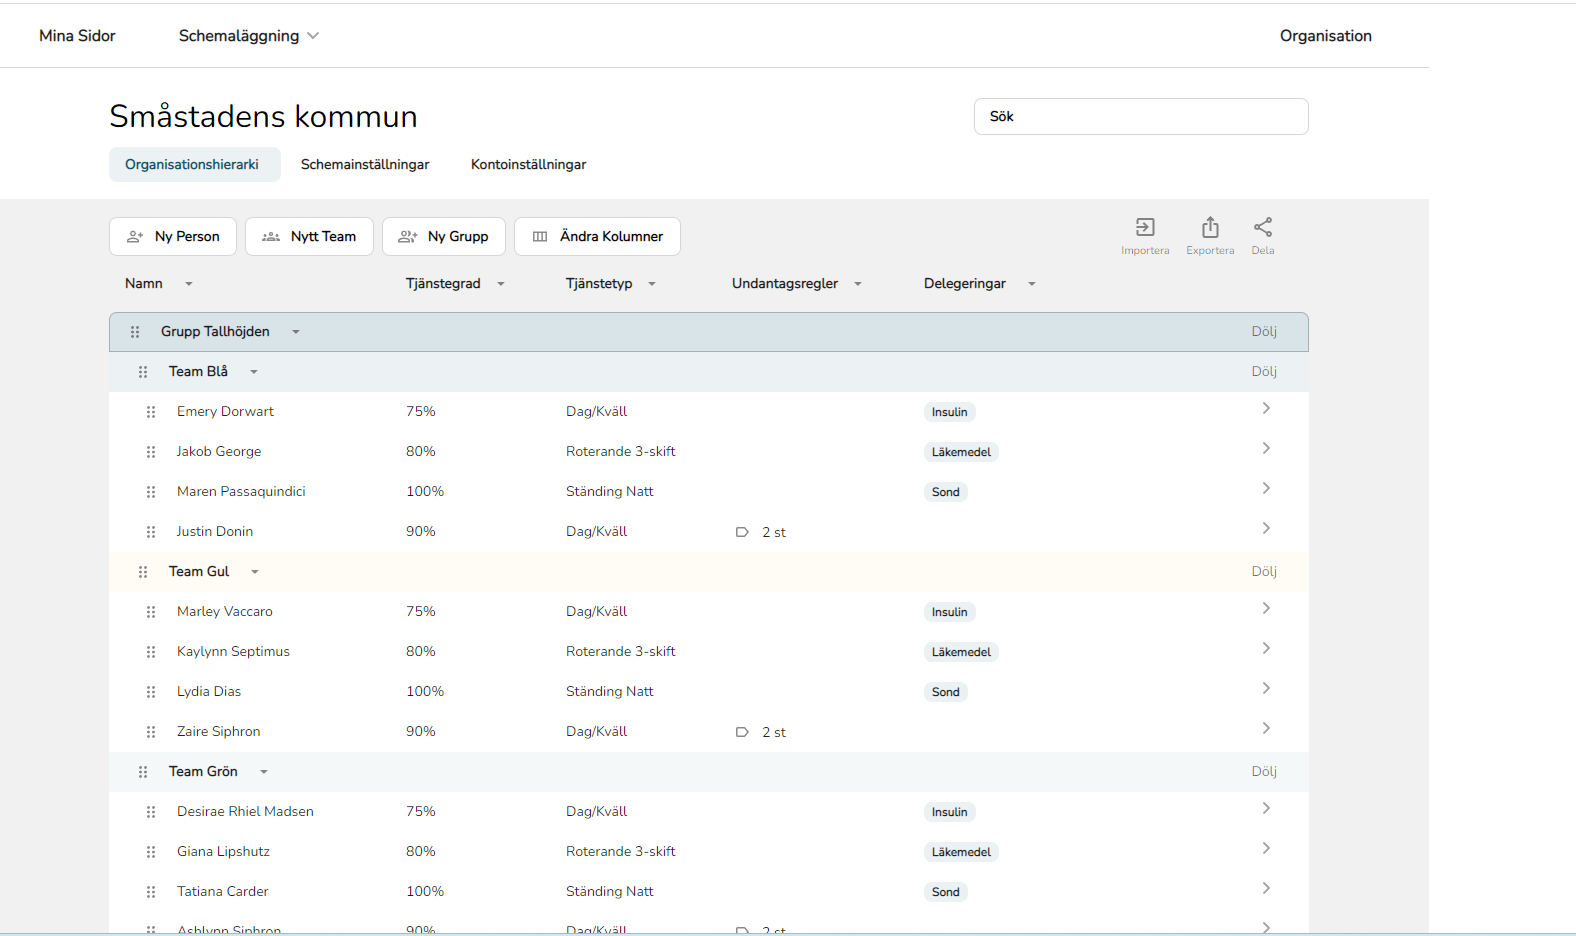 Mina Sidor Schemaläggning Organisation
Småstadens kommun Sök
Organisationshierarki Schemainställningar Kontoinställningar
Ny Person Nytt Team Ny Grupp Ändra Kolumner Importera Exportera Dela
Namn Tjänstegrad Tjänstetyp Undantagsregler Delegeringar
Grupp Tallhöjden Dölj
Team Blå Dölj
Emery Dorwart 75% Dag/Kväll Insulin
Jakob George 80% Roterande 3-skift Läkemedel
Maren Passaquindici 100% Ständing Natt Sond
Justin Donin 90% Dag/Kväll 2 st
Team Gul Dölj
Marley Vaccaro 75% Dag/Kväll Insulin
Kaylynn Septimus 80% Roterande 3-skift Läkemedel
Lydia Dias 100% Ständing Natt Sond
Zaire Siphron 90% Dag/Kväll 2 st
Team Grön Dölj
Desirae Rhiel Madsen 75% Dag/Kväll Insulin
Giana Lipshutz 80% Roterande 3-skift Läkemedel
Tatiana Carder 100% Ständing Natt Sond
Ashlynn Siphron 90% Dag/Kväll 2 st